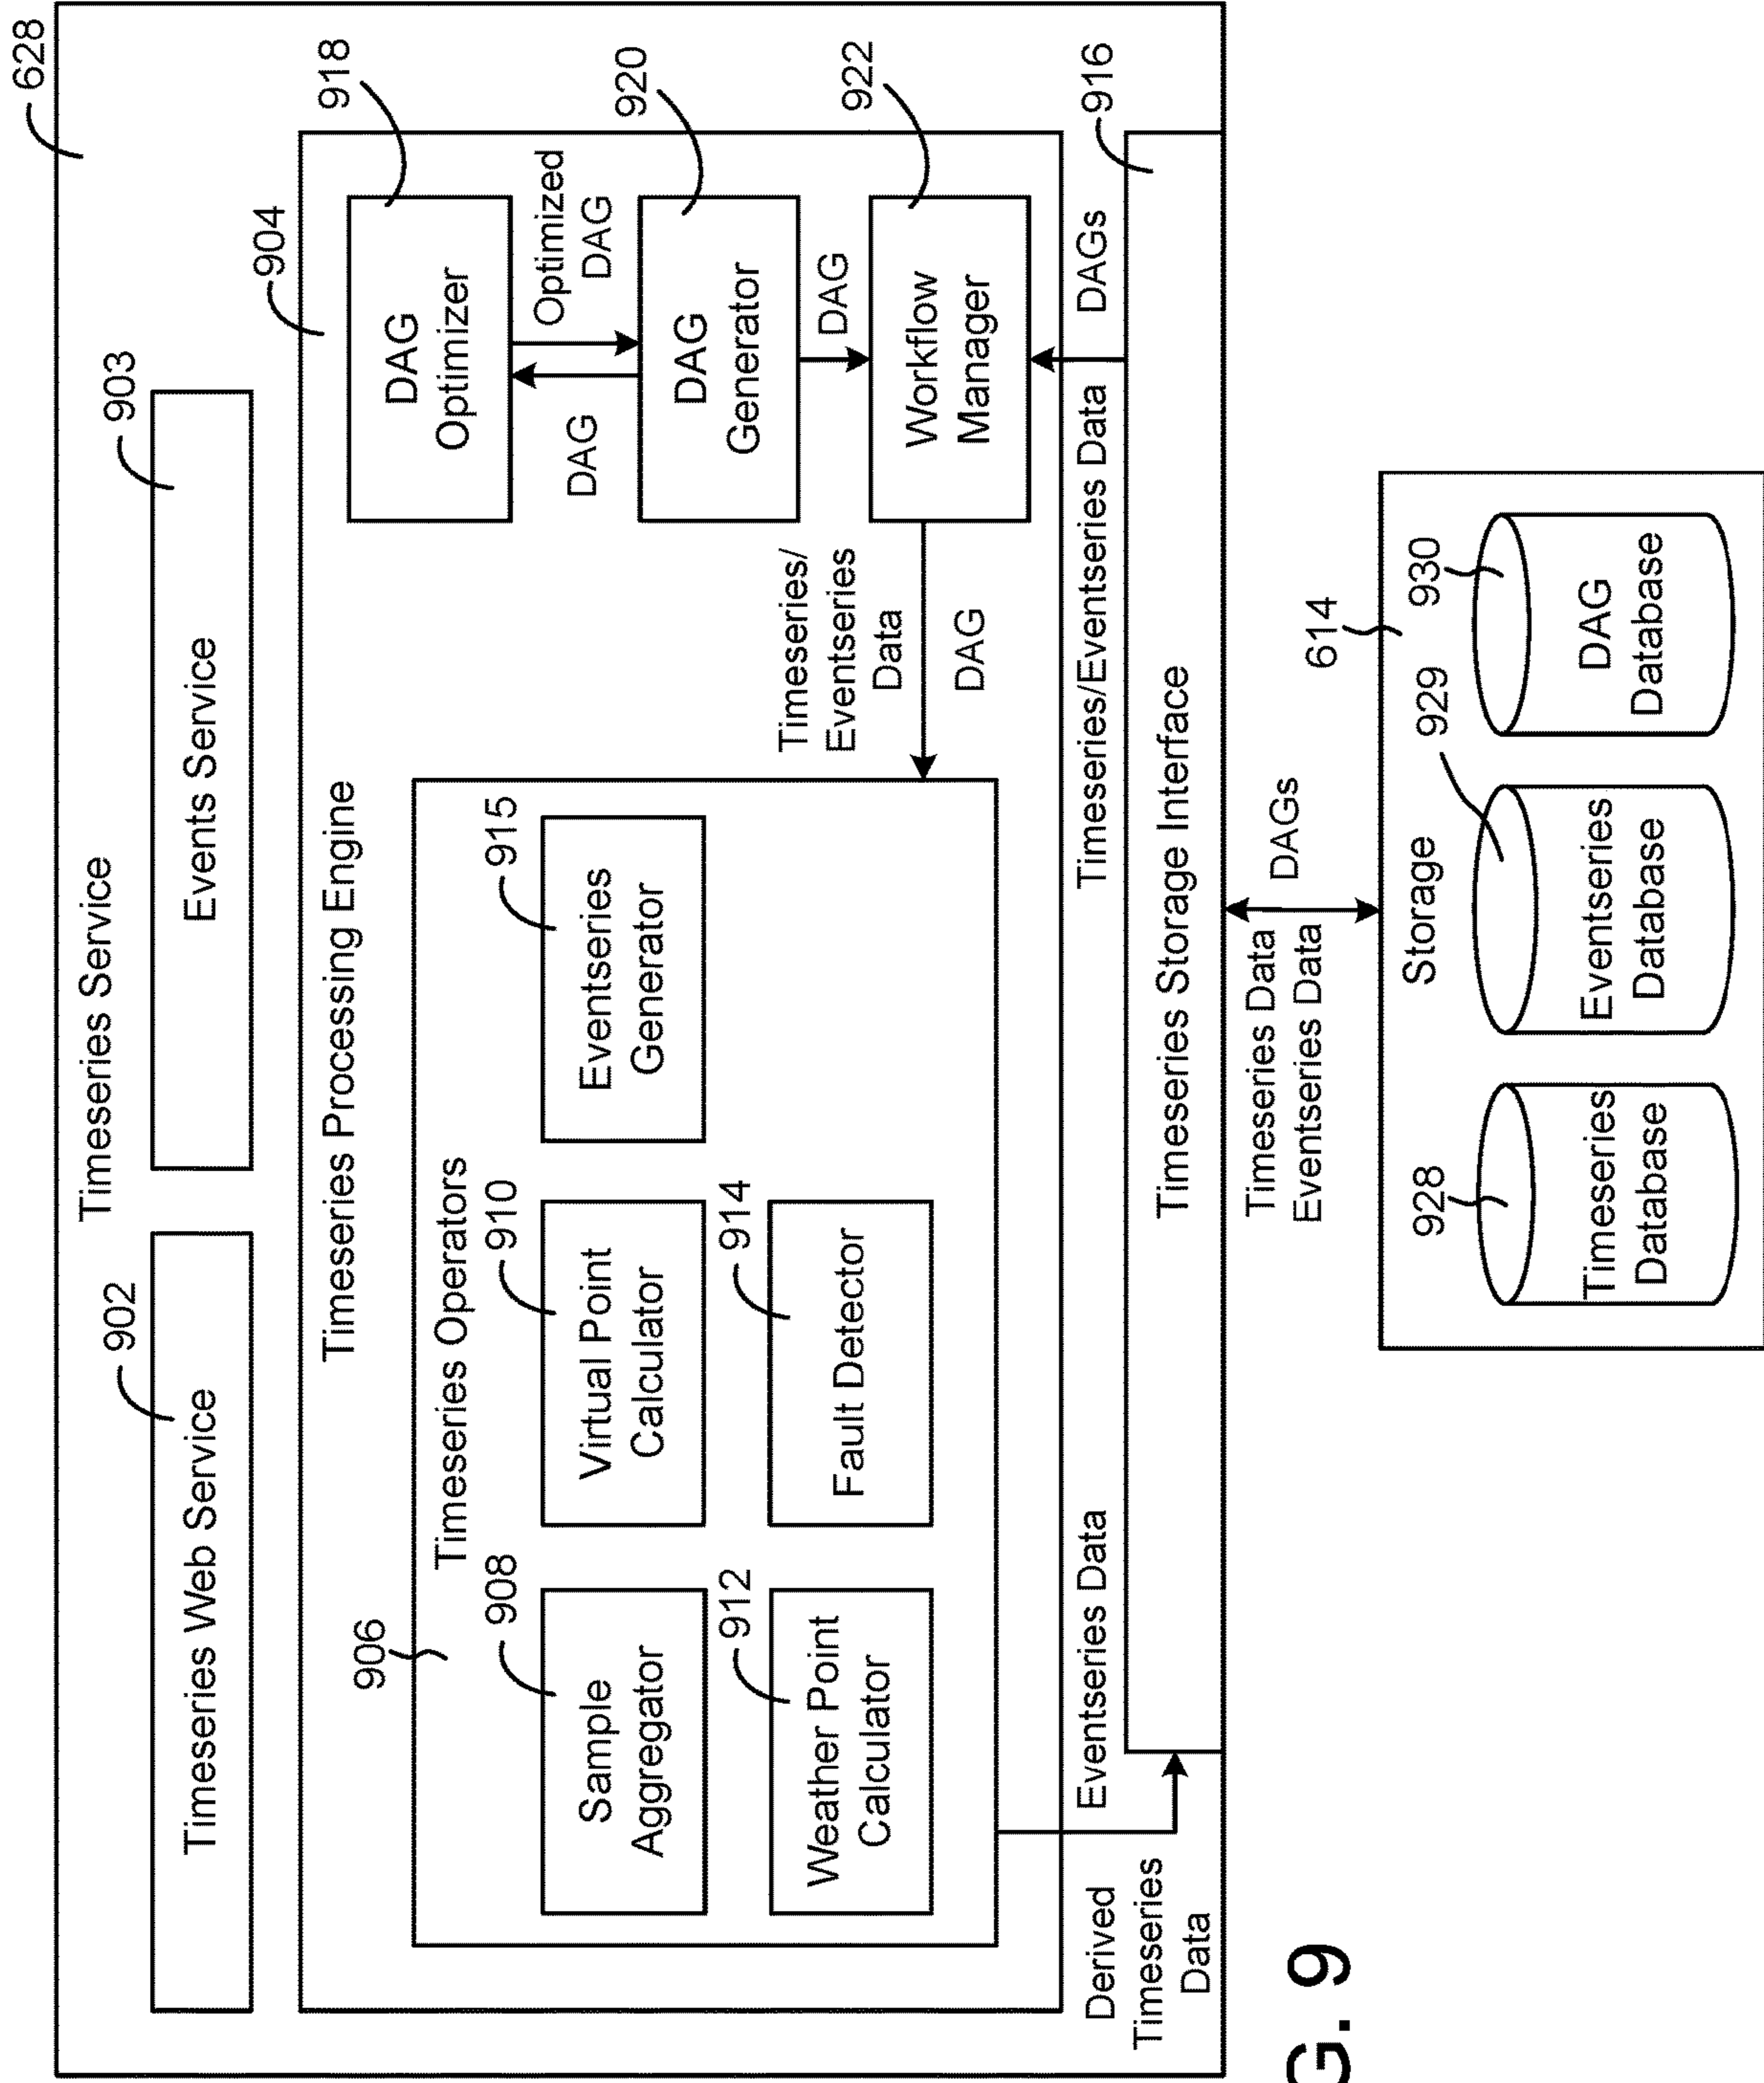 628
Timeseries Service
902
903
Timeseries Web Service
Events Service
904
Timeseries Processing Engine
906
Timeseries Operators
908
Sample
Aggregator
910
Virtual Point
Calculator
915
Eventseries
Generator
912
Weather Point
Calculator
914
Fault Detector
Timeseries/
Eventseries
Data
DAG
918
DAG
Optimizer
DAG
Optimized
DAG
920
DAG
Generator
DAG
922
Workflow
Manager
Derived
Timeseries
Data
Eventseries Data
Timeseries/Eventseries Data
DAGs
916
Timeseries Storage Interface
Timeseries Data
Eventseries Data
DAGs
614
Storage
928
Timeseries
Database
929
Eventseries
Database
930
DAG
Database
G. 9